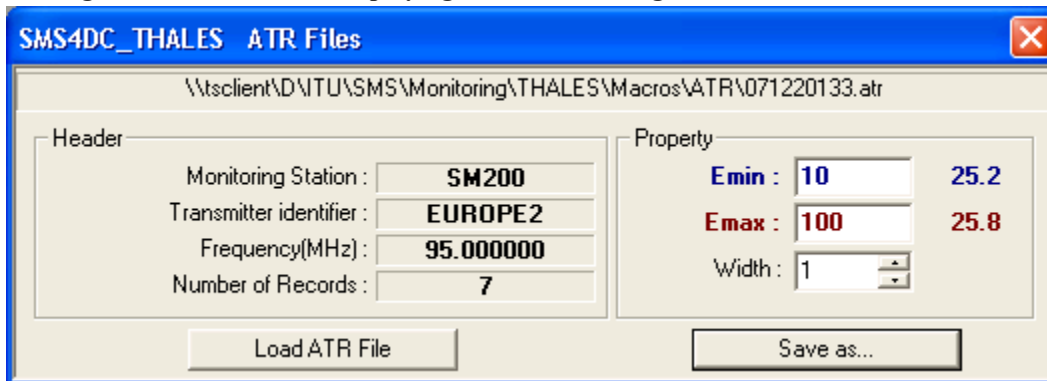 SMS4DC_THALES ATR Files
\\tsclient\D\ITU\SMS\Monitoring\THALES\Macros\ATR\071220133.atr
Header
Monitoring Station : SM200
Transmitter identifier : EUROPE2
Frequency(MHz) : 95.000000
Number of Records : 7
Property
Emin : 10 25.2
Emax : 100 25.8
Width : 1
Load ATR File
Save as...